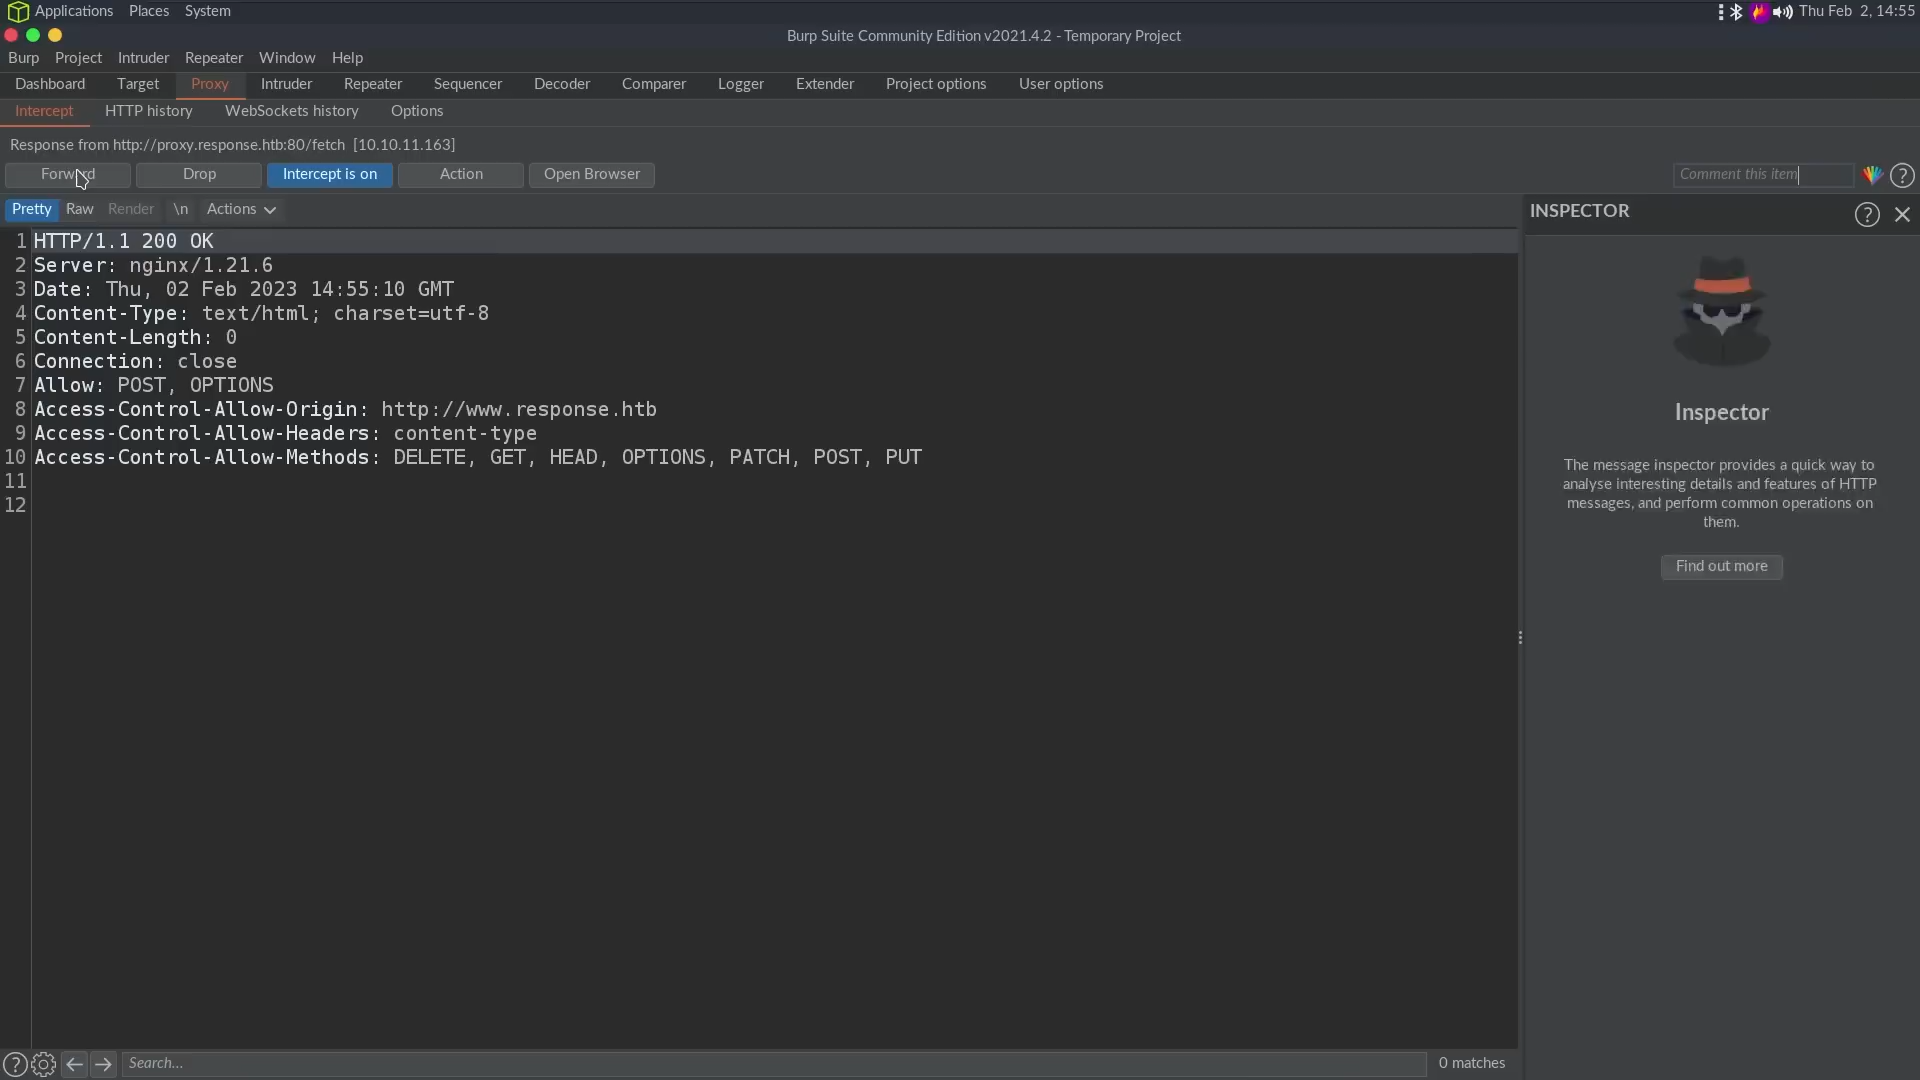 Applications Places System Thu Feb 2, 14:55
Burp Suite Community Edition v2021.4.2 - Temporary Project
Burp Project Intruder Repeater Window Help
Dashboard Target Proxy Intruder Repeater Sequencer Decoder Comparer Logger Extender Project options User options
Intercept HTTP history WebSockets history Options
Response from http://proxy.response.htb:80/fetch [10.10.11.163]
Forward Drop Intercept is on Action Open Browser Comment this item ?
Pretty Raw Render \n Actions
INSPECTOR ?
1 HTTP/1.1 200 OK
2 Server: nginx/1.21.6
3 Date: Thu, 02 Feb 2023 14:55:10 GMT
4 Content-Type: text/html; charset=utf-8
5 Content-Length: 0
6 Connection: close
7 Allow: POST, OPTIONS
8 Access-Control-Allow-Origin: http://www.response.htb
9 Access-Control-Allow-Headers: content-type
10 Access-Control-Allow-Methods: DELETE, GET, HEAD, OPTIONS, PATCH, POST, PUT
11
12
Inspector
The message inspector provides a quick way to
analyse interesting details and features of HTTP
messages, and perform common operations on
them.
Find out more
? Search... 0 matches